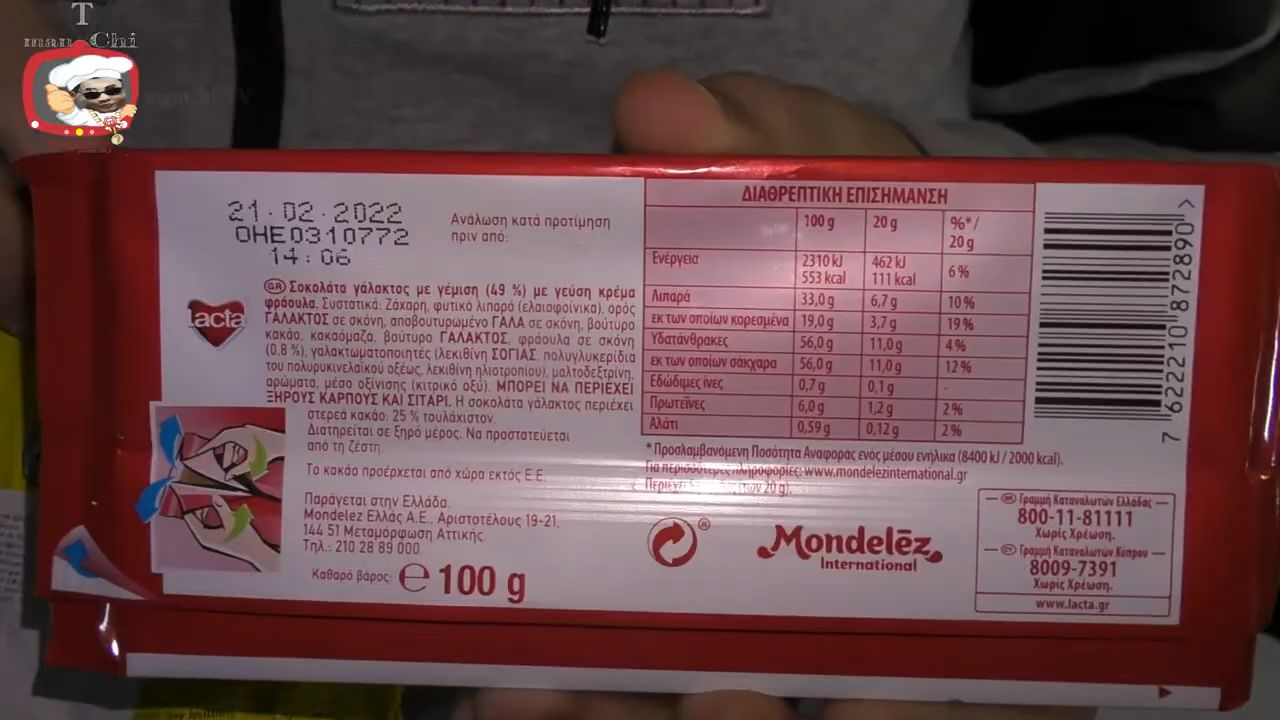 T
man Chi
21.02.2022
OHE0310772
14:06
Ανάλωση κατά προτίμηση
πριν από:
lacta
GR Σοκολάτα γάλακτος με γέμιση (49 %) με γεύση κρέμα
φράουλα. Συστατικά: Ζάχαρη, φυτικό λιπαρό (ελαιοφοίνικα), ορός
ΓΑΛΑΚΤΟΣ σε σκόνη, αποβουτυρωμένο ΓΑΛΑ σε σκόνη, βούτυρο
κακάο, κακαόμαζα, βούτυρο ΓΑΛΑΚΤΟΣ, φράουλα σε σκόνη
(0.8 %), γαλακτωματοποιητές (λεκιθίνη ΣΟΓΙΑΣ, πολυγλυκερίδια
του πολυρικινελαϊκού οξέως, λεκιθίνη ηλιοτροπίου), μαλτοδεξτρίνη,
αρώματα, μέσο οξίνισης (κιτρικό οξύ). ΜΠΟΡΕΙ ΝΑ ΠΕΡΙΕΧΕΙ
ΞΗΡΟΥΣ ΚΑΡΠΟΥΣ ΚΑΙ ΣΙΤΑΡΙ. Η σοκολάτα γάλακτος περιέχει
στερεά κακάο: 25 % τουλάχιστον.
Διατηρείται σε ξηρό μέρος. Να προστατεύεται
από τη ζέστη.
Το κακάο προέρχεται από χώρα εκτός Ε.Ε.
Παράγεται στην Ελλάδα.
Mondelez Ελλάς Α.Ε., Αριστοτέλους 19-21,
144 51 Μεταμόρφωση Αττικής.
Τηλ.: 210 28 89 000.
Καθαρό βάρος: e 100 g
ΔΙΑΘΡΕΠΤΙΚΗ ΕΠΙΣΗΜΑΝΣΗ
100 g 20 g %*/
20 g
Ενέργεια 2310 kJ 462 kJ 6 %
553 kcal 111 kcal
Λιπαρά 33,0 g 6,7 g 10 %
εκ των οποίων κορεσμένα 19,0 g 3,7 g 19 %
Υδατάνθρακες 56,0 g 11,0 g 4 %
εκ των οποίων σάκχαρα 56,0 g 11,0 g 12 %
Εδώδιμες ίνες 0,7 g 0,1 g -
Πρωτεΐνες 6,0 g 1,2 g 2 %
Αλάτι 0,59 g 0,12 g 2 %
* Προσλαμβανόμενη Ποσότητα Αναφοράς ενός μέσου ενήλικα (8400 kJ / 2000 kcal).
Για περισσότερες πληροφορίες: www.mondelezinternational.gr
Περιέχει (των 20 g).
Mondelēz,
International
GR Γραμμή Καταναλωτών Ελλάδας
800-11-81111
Χωρίς Χρέωση.
CY Γραμμή Καταναλωτών Κύπρου
8009-7391
Χωρίς Χρέωση.
www.lacta.gr
7 622210 872890 >